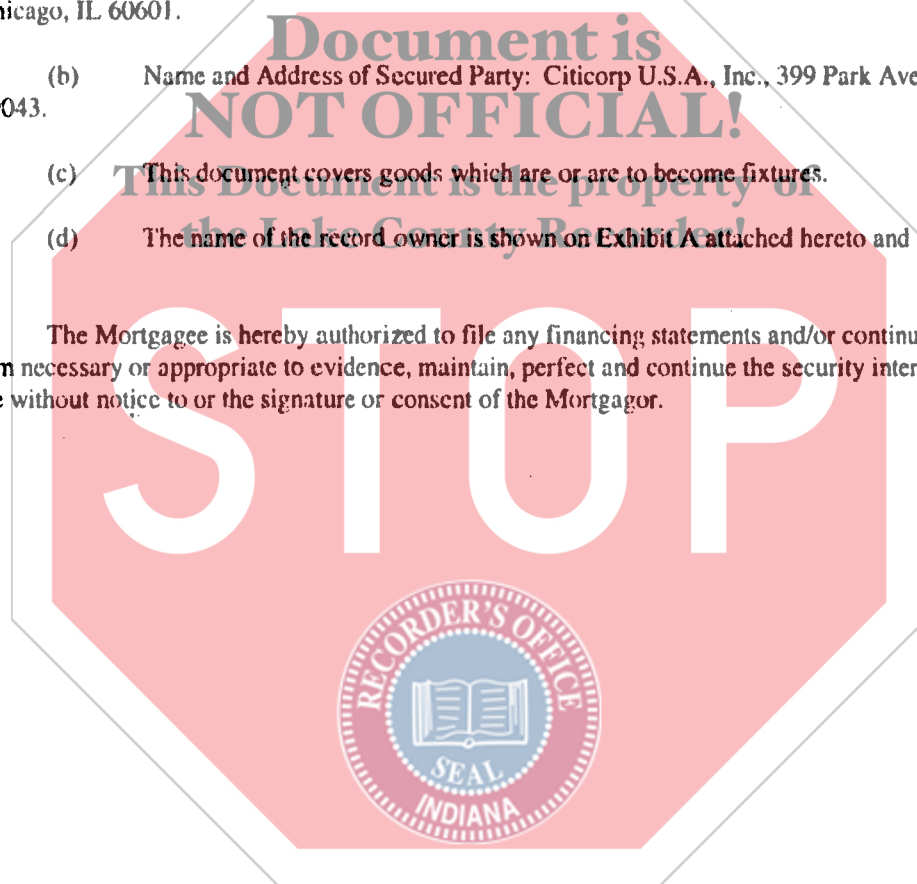 hicago, IL 60601.
Document is
(b) Name and Address of Secured Party: Citicorp U.S.A., Inc., 399 Park Ave
0043.
NOT OFFICIAL!
(c) This document covers goods which are or are to become fixtures.
This Document is the property of
the Lake County Recorder!
(d) The name of the record owner is shown on Exhibit A attached hereto and
The Mortgagee is hereby authorized to file any financing statements and/or continu
m necessary or appropriate to evidence, maintain, perfect and continue the security inter
e without notice to or the signature or consent of the Mortgagor.
STOP
RECORDER'S OFFICE
SEAL
INDIANA